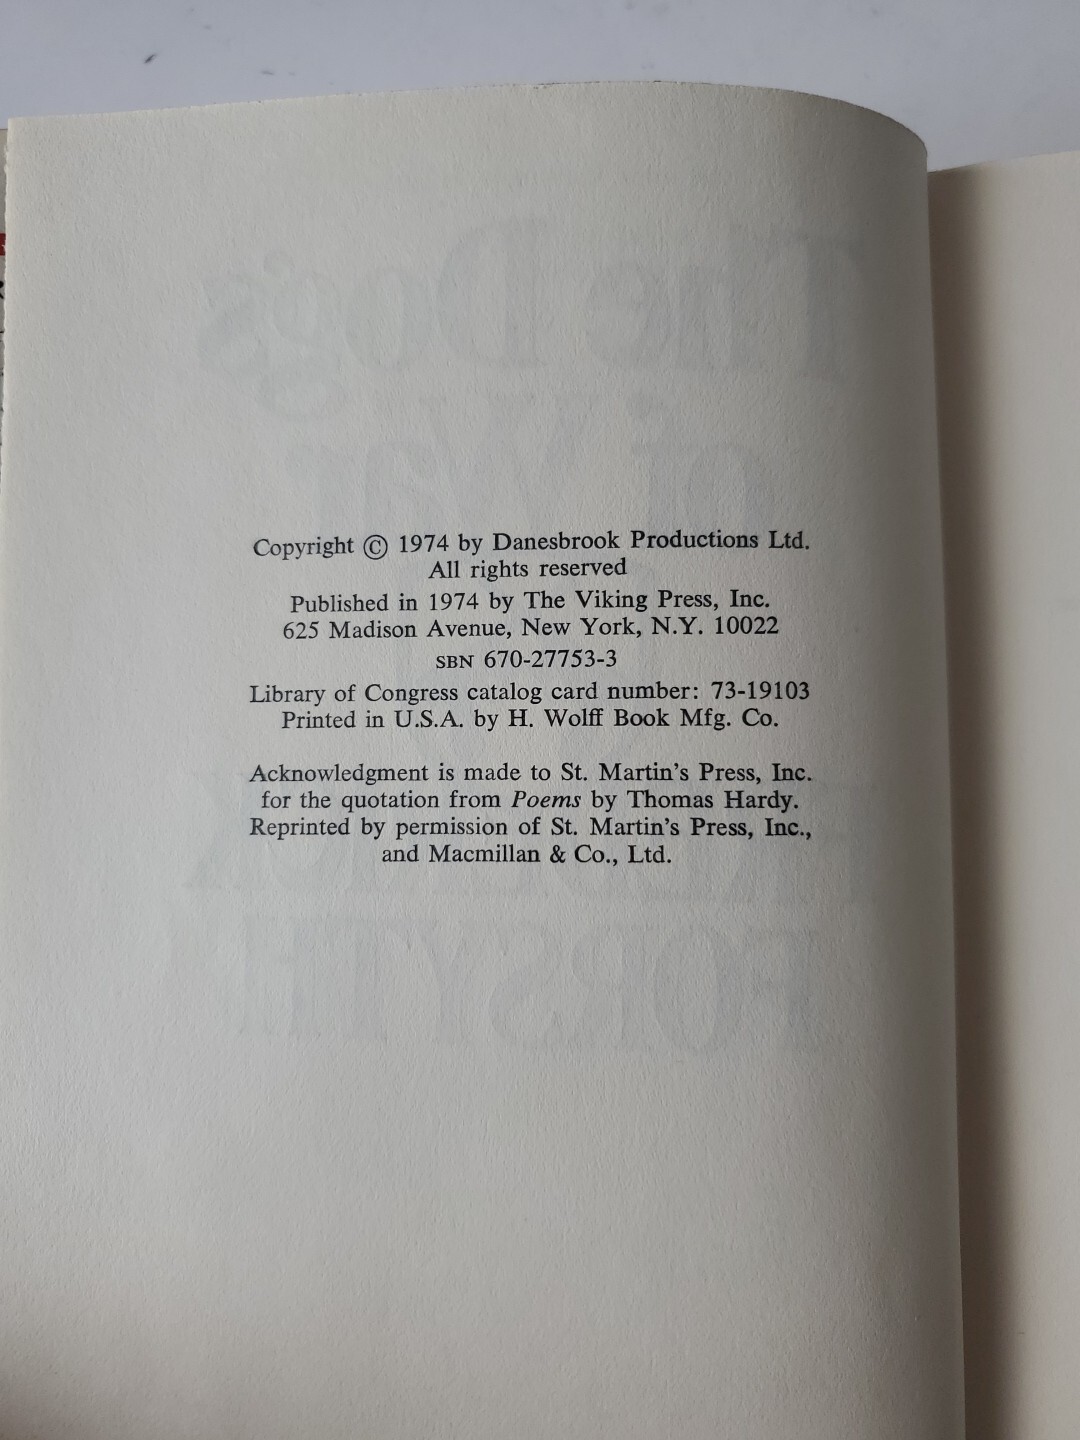 Copyright © 1974 by Danesbrook Productions Ltd.
All rights reserved
Published in 1974 by The Viking Press, Inc.
625 Madison Avenue, New York, N.Y. 10022
SBN 670-27753-3
Library of Congress catalog card number: 73-19103
Printed in U.S.A. by H. Wolff Book Mfg. Co.
Acknowledgment is made to St. Martin's Press, Inc.
for the quotation from Poems by Thomas Hardy.
Reprinted by permission of St. Martin's Press, Inc.,
and Macmillan & Co., Ltd.